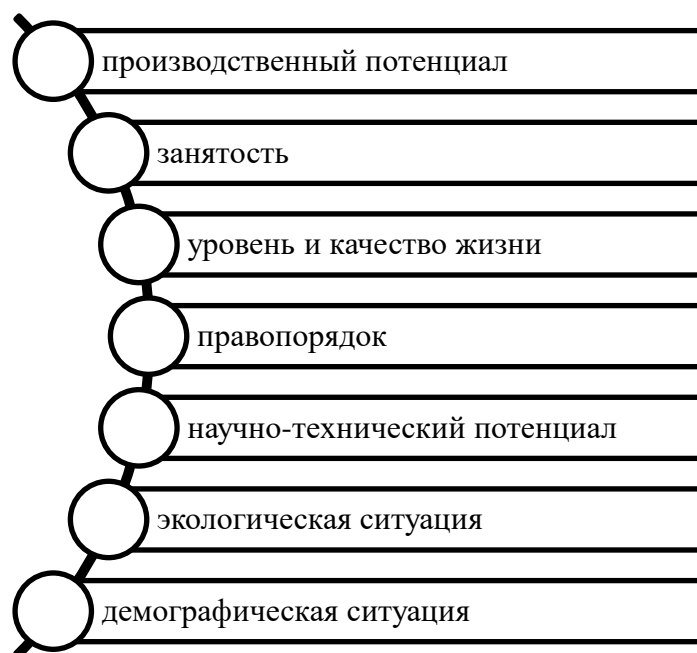 производственный потенциал
занятость
уровень и качество жизни
правопорядок
научно-технический потенциал
экологическая ситуация
демографическая ситуация